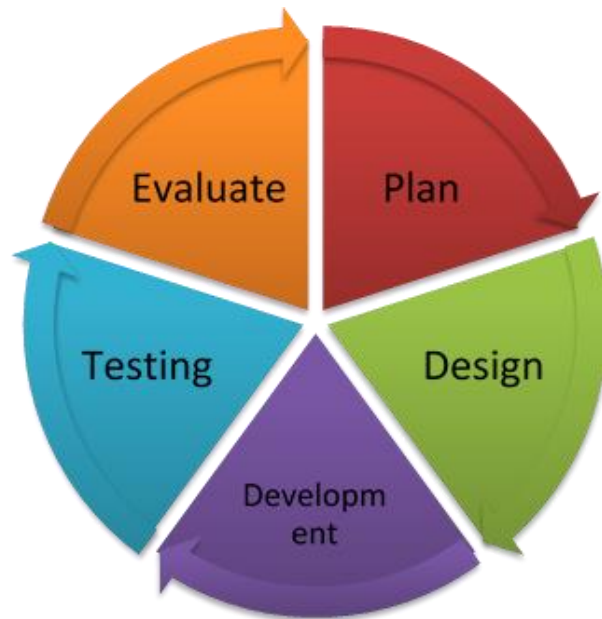 Evaluate
Plan
Testing
Design
Developm
ent